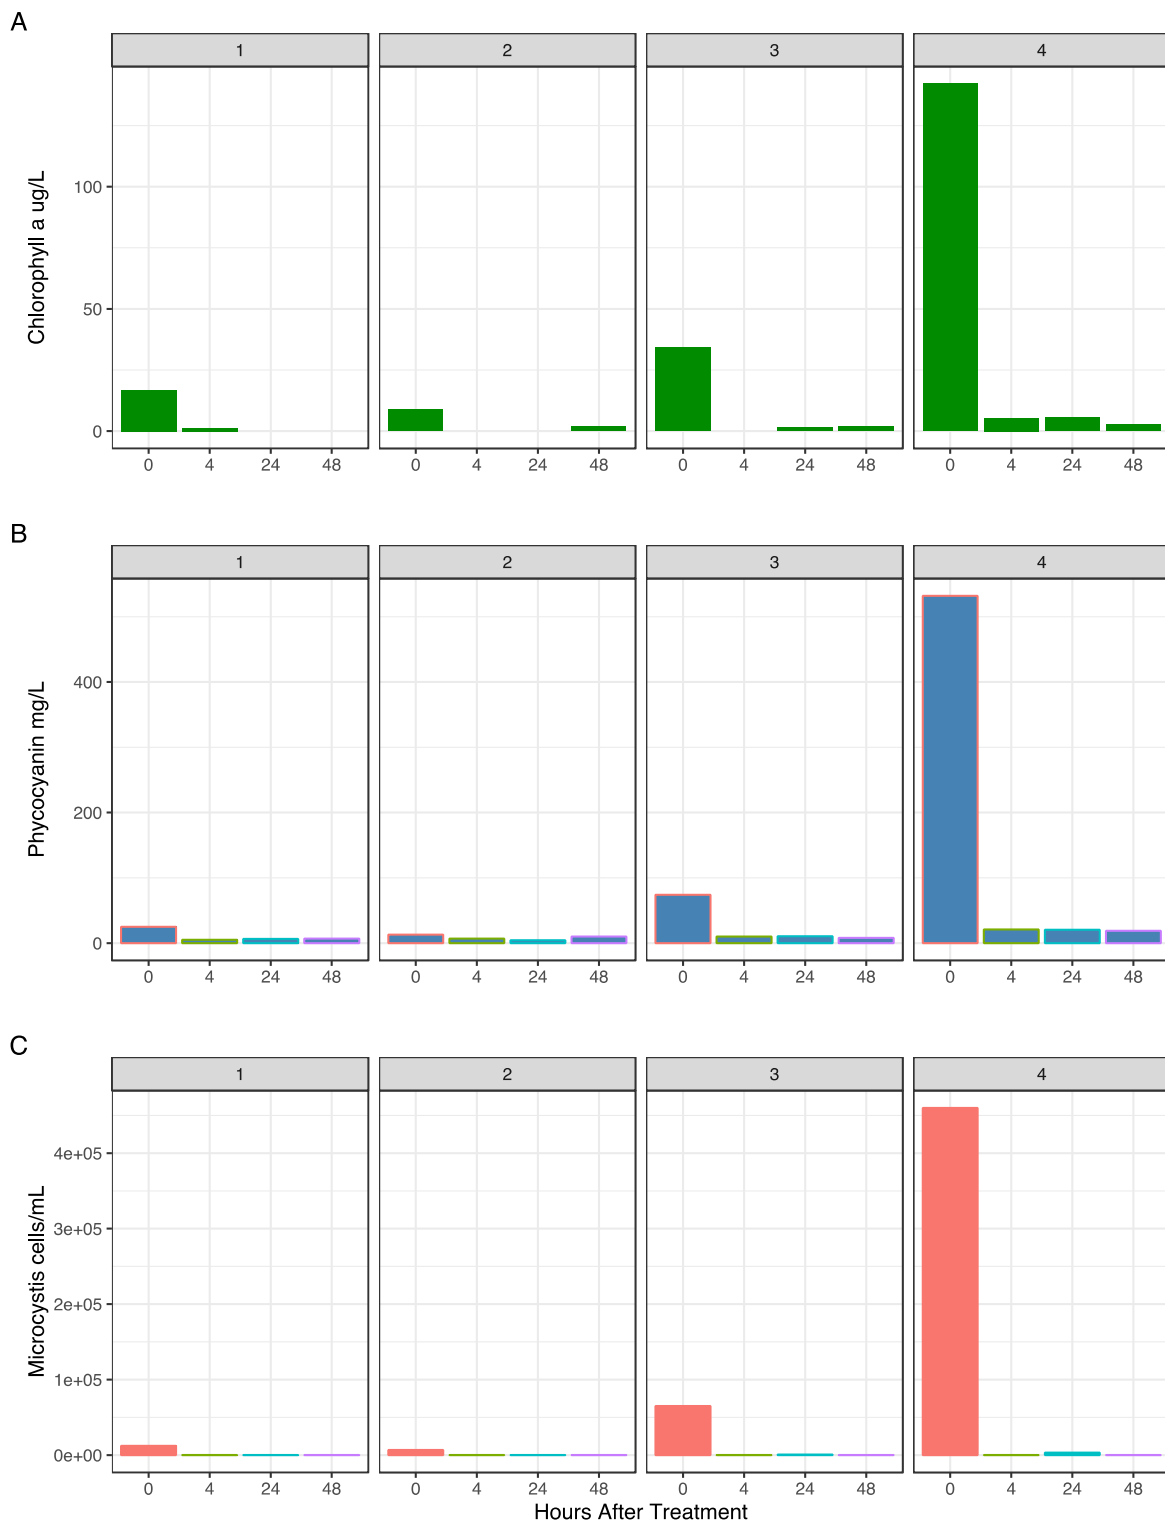 A
1 2 3 4
Chlorophyll a ug/L
100
50
0
0 4 24 48 0 4 24 48 0 4 24 48 0 4 24 48
B
1 2 3 4
Phycocyanin mg/L
400
200
0
0 4 24 48 0 4 24 48 0 4 24 48 0 4 24 48
C
1 2 3 4
Microcystis cells/mL
4e+05
3e+05
2e+05
1e+05
0e+00
0 4 24 48 0 4 24 48 0 4 24 48 0 4 24 48
Hours After Treatment